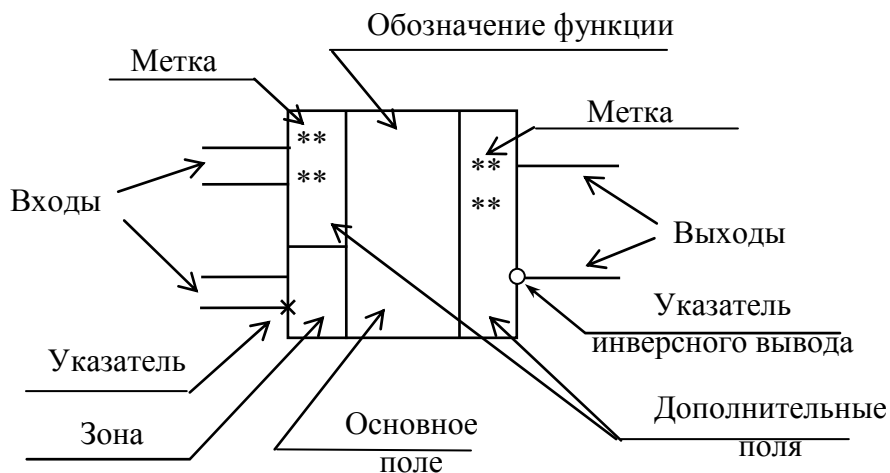 Обозначение функции
Метка
Метка
**
**
**
**
Входы
Выходы
Указатель
инверсного вывода
Указатель
Зона
Основное
поле
Дополнительные
поля